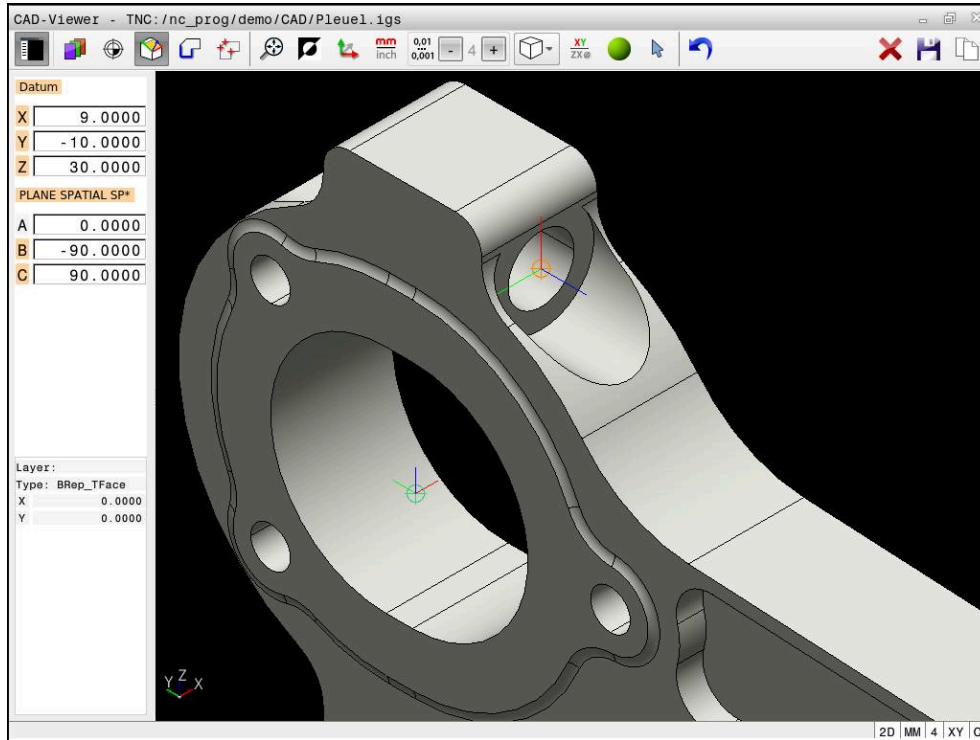 CAD-Viewer - TNC:/nc_prog/demo/CAD/Pleuel.igs
mm
inch
0,01
0,001
- 4 +
XY
ZX
Datum
X 9.0000
Y -10.0000
Z 30.0000
PLANE SPATIAL SP*
A 0.0000
B -90.0000
C 90.0000
Layer:
Type: BRep_TFace
X 0.0000
Y 0.0000
Y Z X
2D MM 4 XY